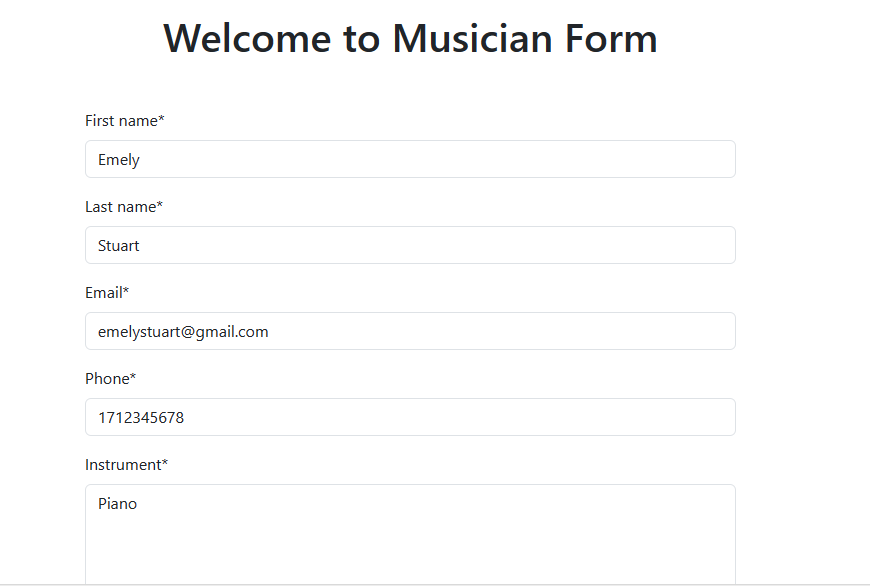 Welcome to Musician Form
First name*
Emely
Last name*
Stuart
Email*
emelystuart@gmail.com
Phone*
1712345678
Instrument*
Piano